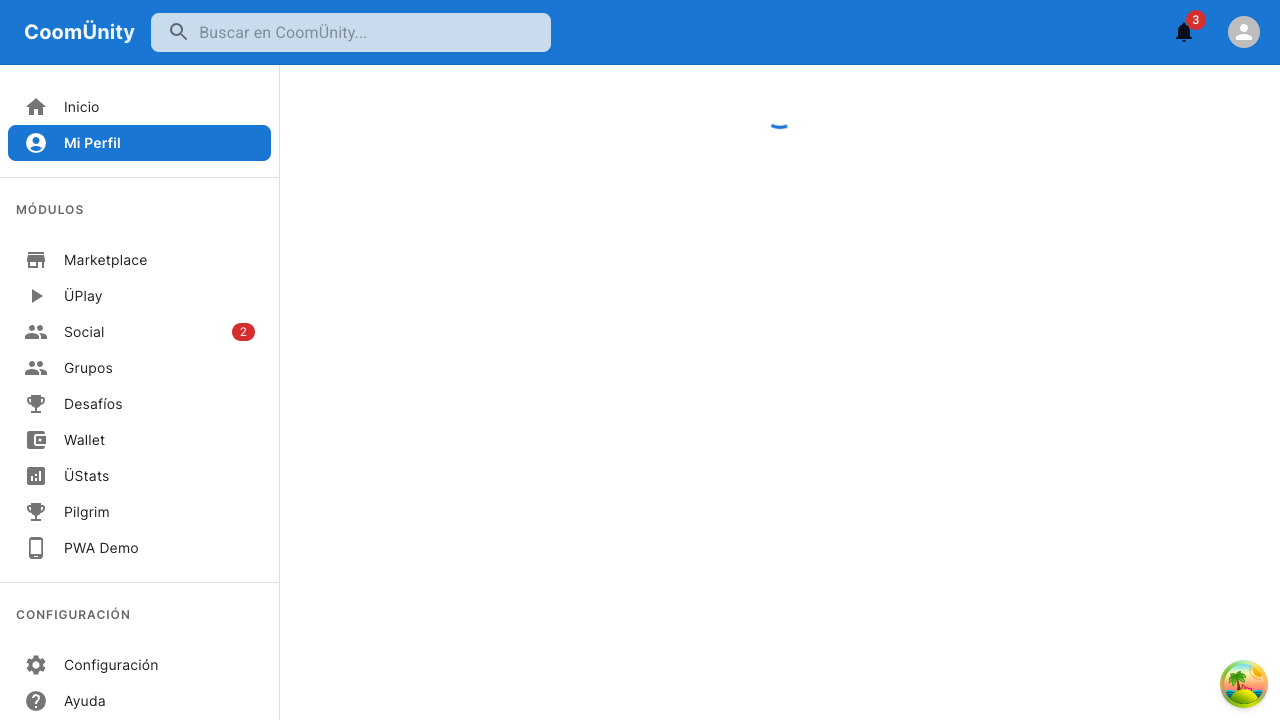 CoomÜnity
Buscar en CoomÜnity...
3
Inicio
Mi Perfil
MÓDULOS
Marketplace
ÜPlay
Social
2
Grupos
Desafíos
Wallet
ÜStats
Pilgrim
PWA Demo
CONFIGURACIÓN
Configuración
Ayuda